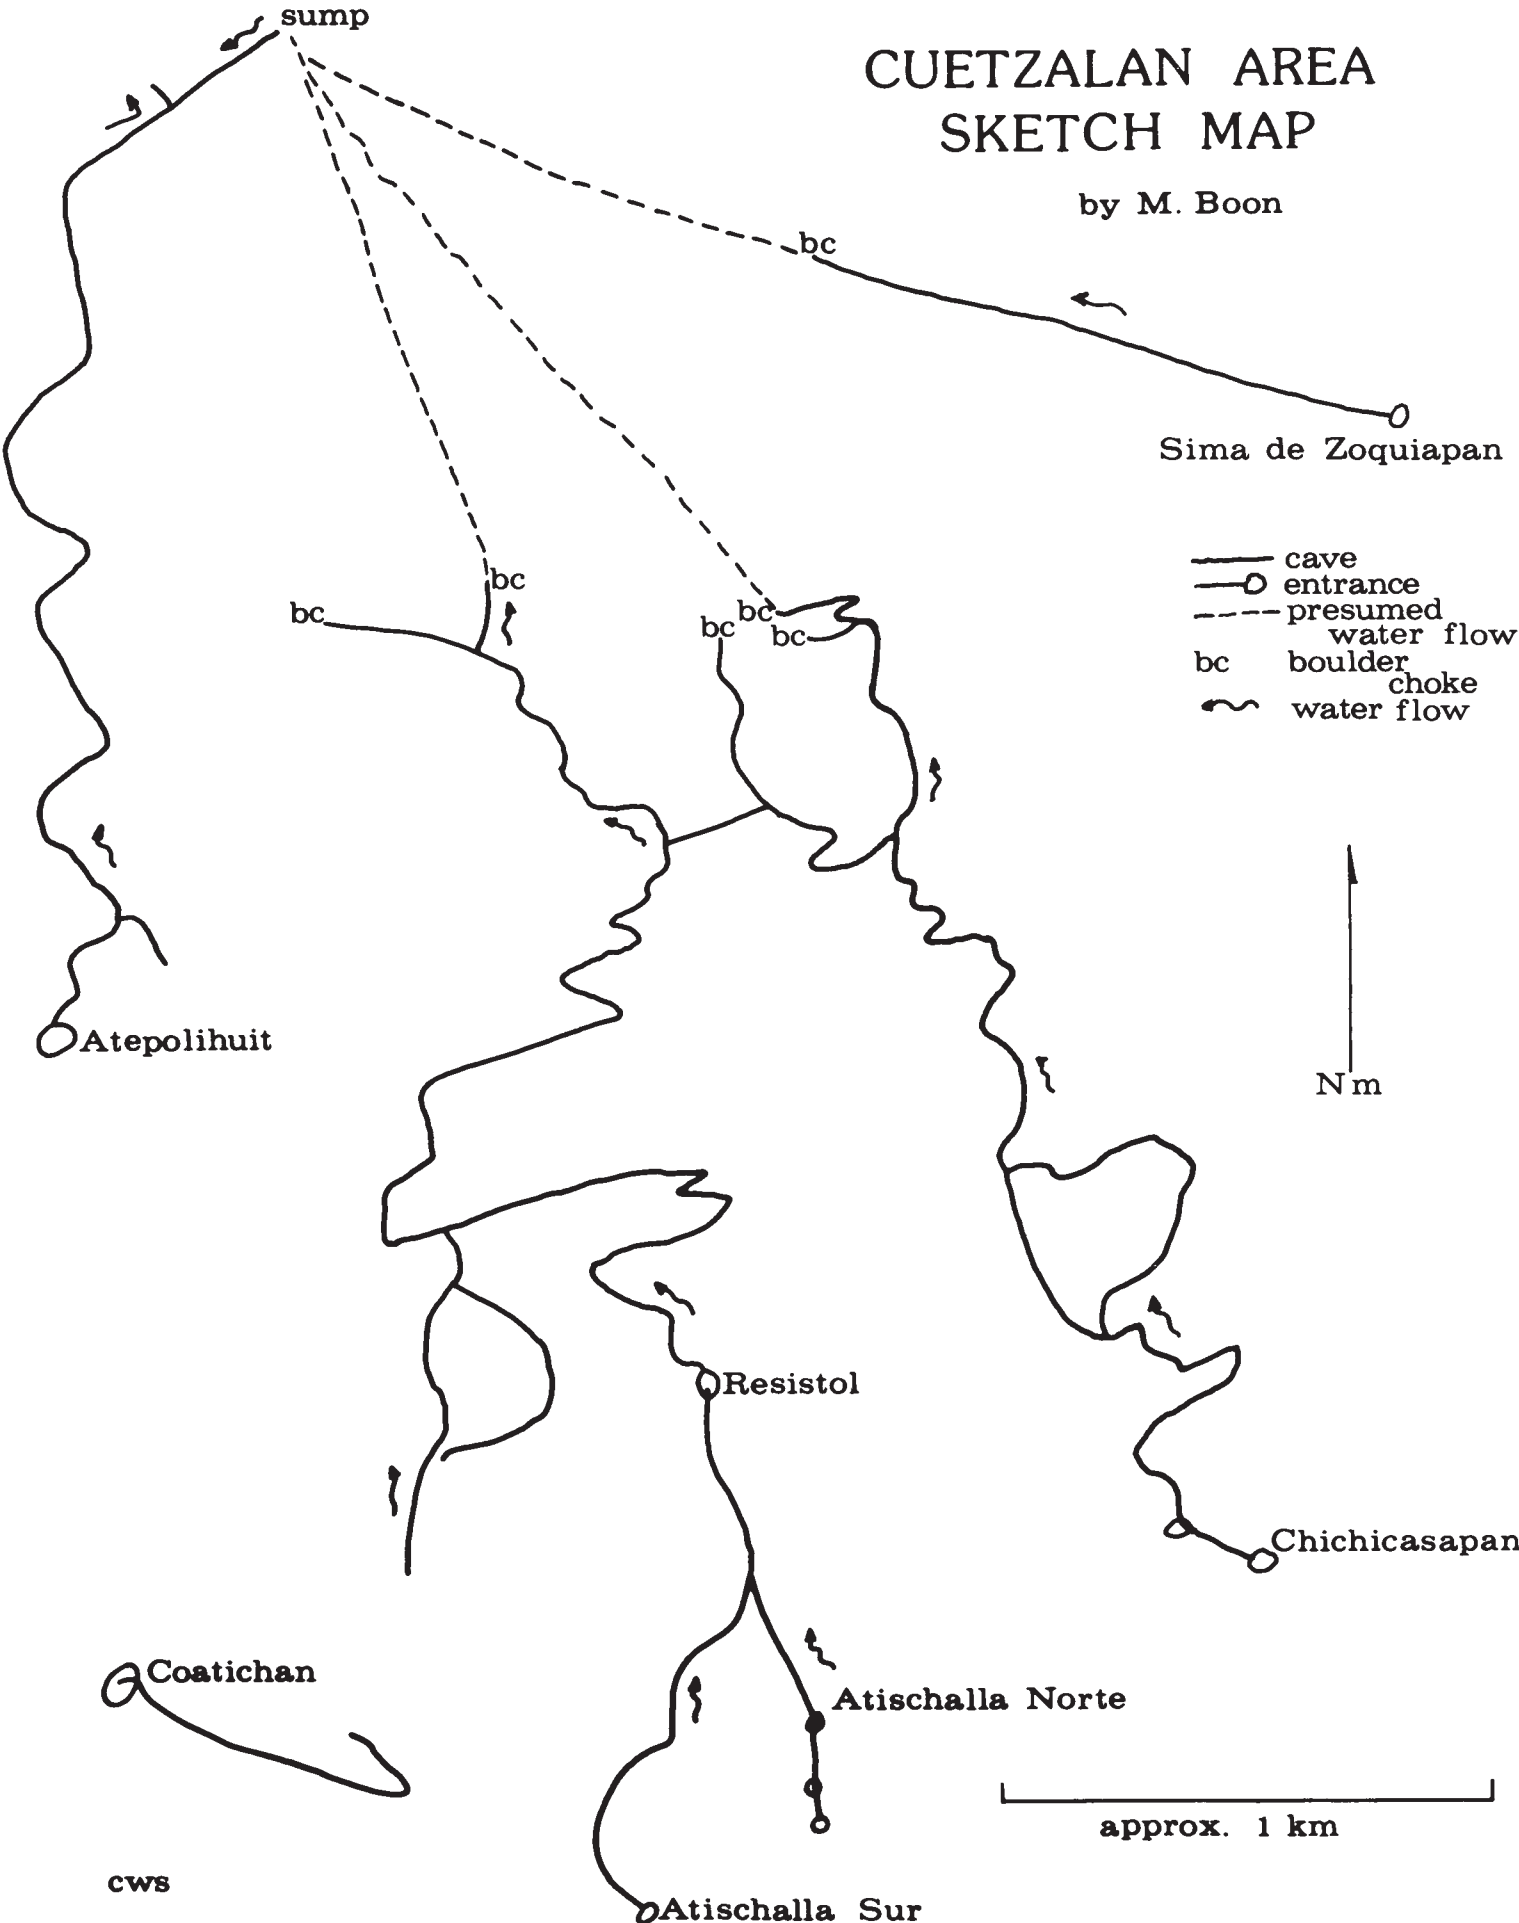 sump
CUETZALAN AREA
SKETCH MAP
by M. Boon
bc
Sima de Zoquiapan
cave
entrance
presumed
water flow
bc boulder
choke
water flow
bc
bc
bc
bc
bc
Atepolihuit
Nm
Resistol
Chichicasapan
Coatichan
Atischalla Norte
approx. 1 km
cws
Atischalla Sur